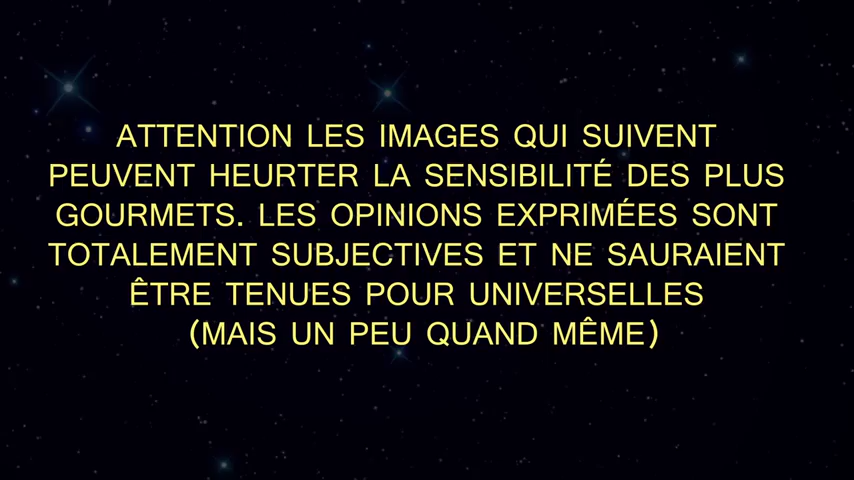 ATTENTION LES IMAGES QUI SUIVENT
PEUVENT HEURTER LA SENSIBILITÉ DES PLUS
GOURMETS. LES OPINIONS EXPRIMÉES SONT
TOTALEMENT SUBJECTIVES ET NE SAURAIENT
ÊTRE TENUES POUR UNIVERSELLES
(MAIS UN PEU QUAND MÊME)